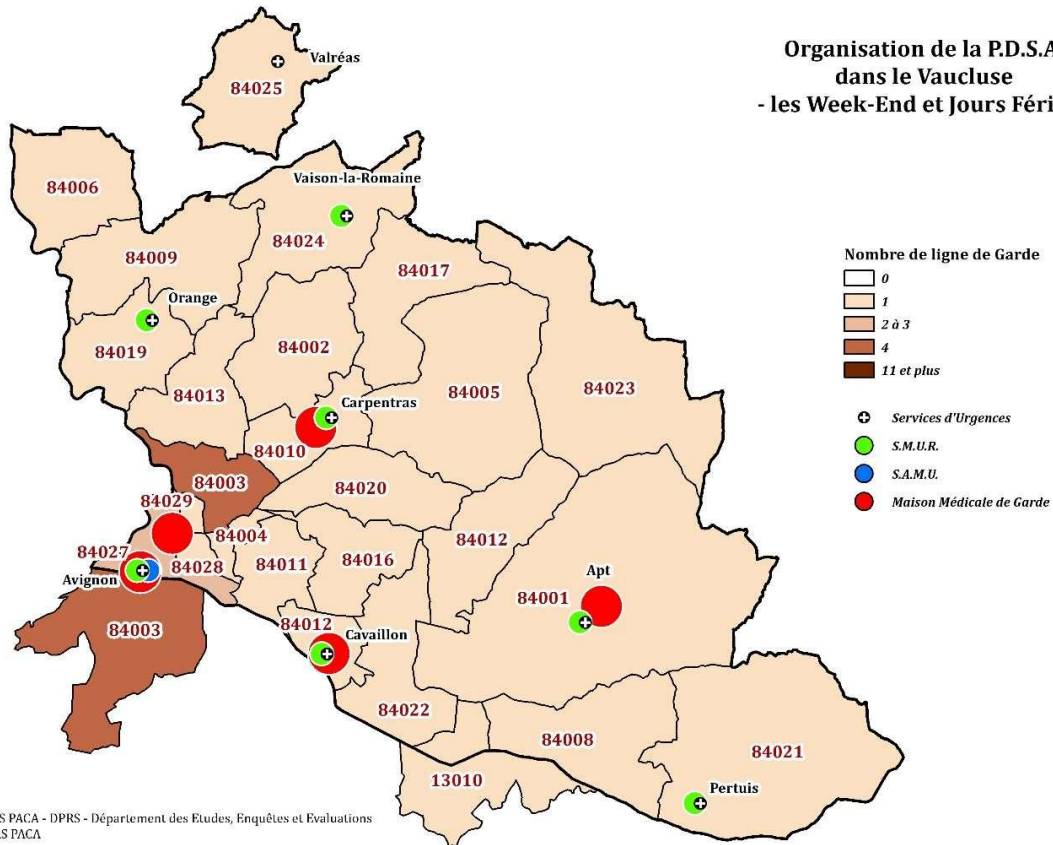 Organisation de la P.D.S.A
dans le Vaucluse
- les Week-End et Jours Féri
Valréas
84025
84006
Vaison-la-Romaine
84024
84009
84017
Orange
84019
84002
84013
84005
84023
Carpentras
84010
84003
84020
84029
84004
84012
84027
84028
84011
84016
Avignon
Apt
84001
84003
84012
Cavaillon
84022
84008
84021
13010
Pertuis
Nombre de ligne de Garde
0
1
2 à 3
4
11 et plus
Services d'Urgences
S.M.U.R.
S.A.M.U.
Maison Médicale de Garde
S PACA - DPRS - Département des Etudes, Enquêtes et Evaluations
S PACA